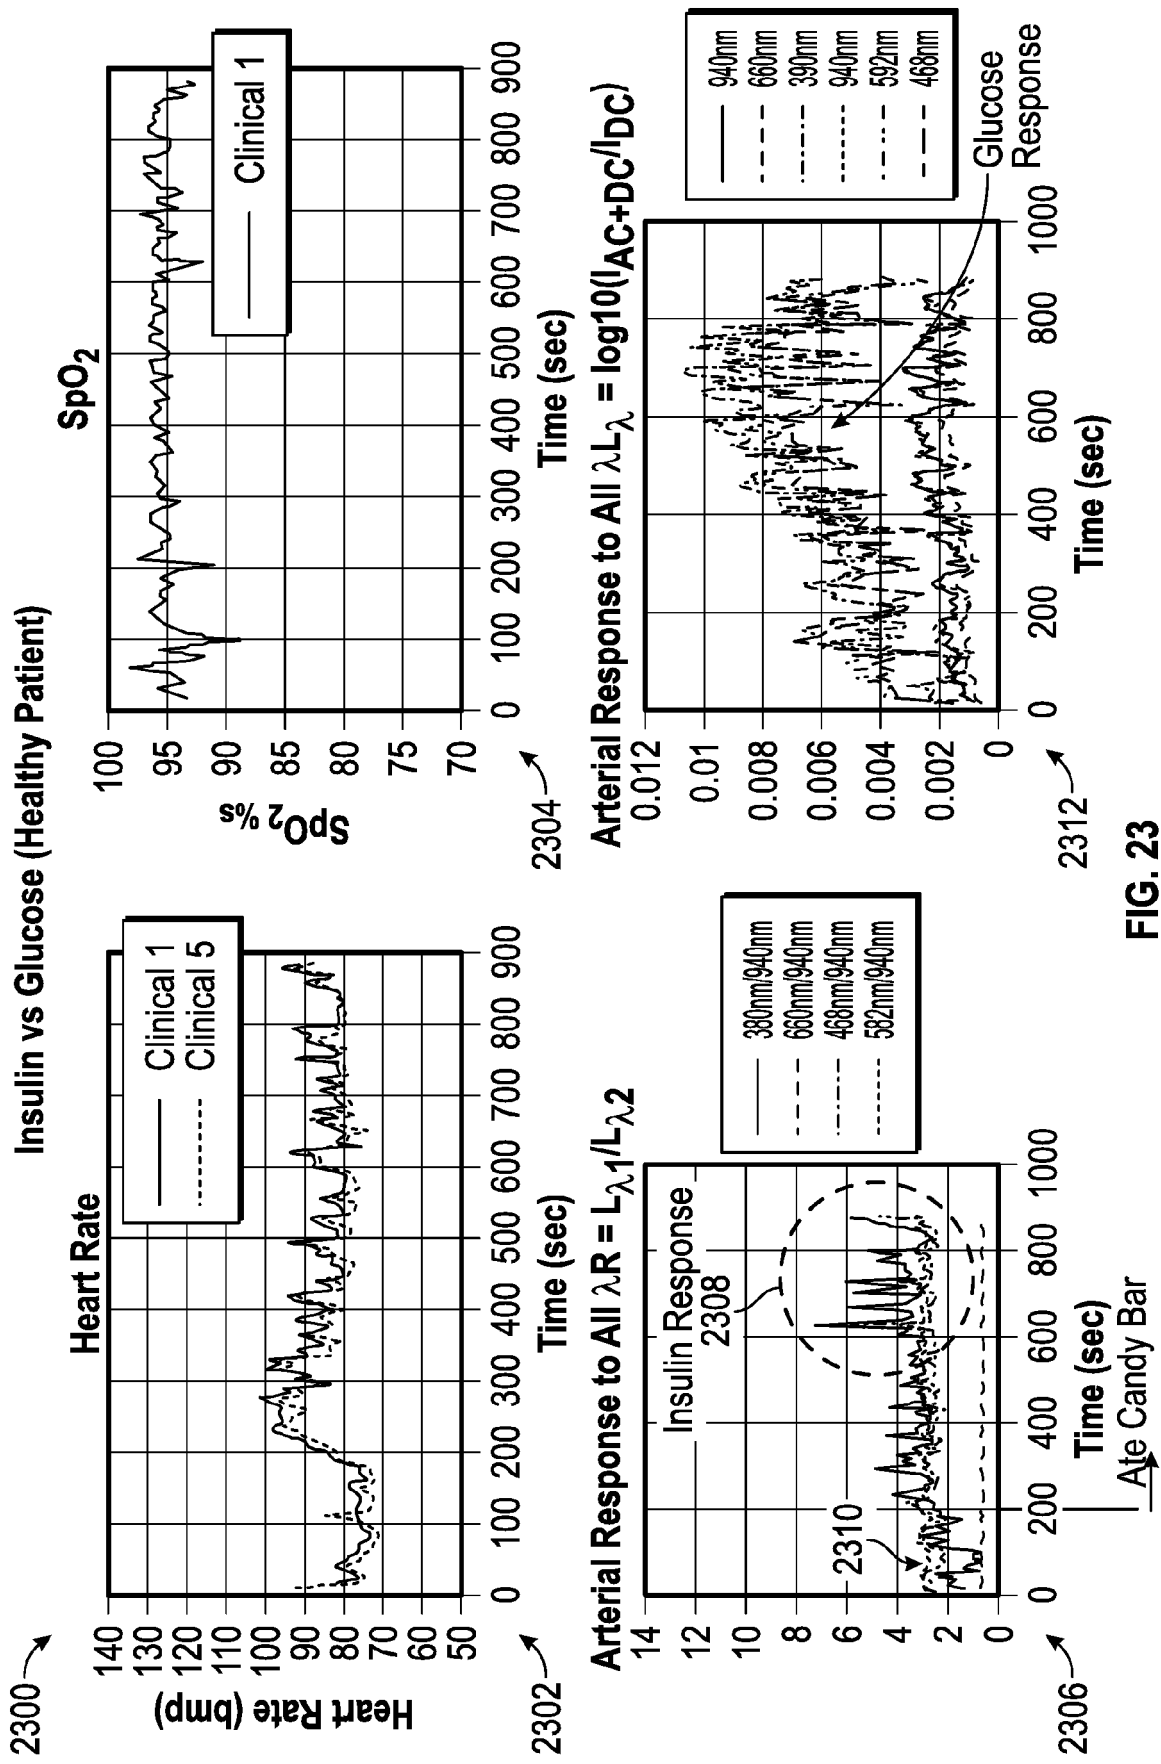 Insulin vs Glucose (Healthy Patient)
2300
Heart Rate
Heart Rate (bmp)
140
130
120
110
100
90
80
70
60
50
Clinical 1
Clinical 5
0 100 200 300 400 500 600 700 800 900
Time (sec)
2302
SpO2
SpO2 %s
100
95
90
85
80
75
70
Clinical 1
0 100 200 300 400 500 600 700 800 900
Time (sec)
2304
Arterial Response to All λR = Lλ1/Lλ2
14
12
10
8
6
4
2
0
Insulin Response
2308
2310
380nm/940nm
660nm/940nm
468nm/940nm
582nm/940nm
0 200 400 600 800 1000
Time (sec)
Ate Candy Bar
2306
Arterial Response to All λLλ = log10(IAC+DC/IDC)
0.012
0.01
0.008
0.006
0.004
0.002
0
940nm
660nm
390nm
940nm
592nm
468nm
Glucose
Response
0 200 400 600 800 1000
Time (sec)
2312
FIG. 23